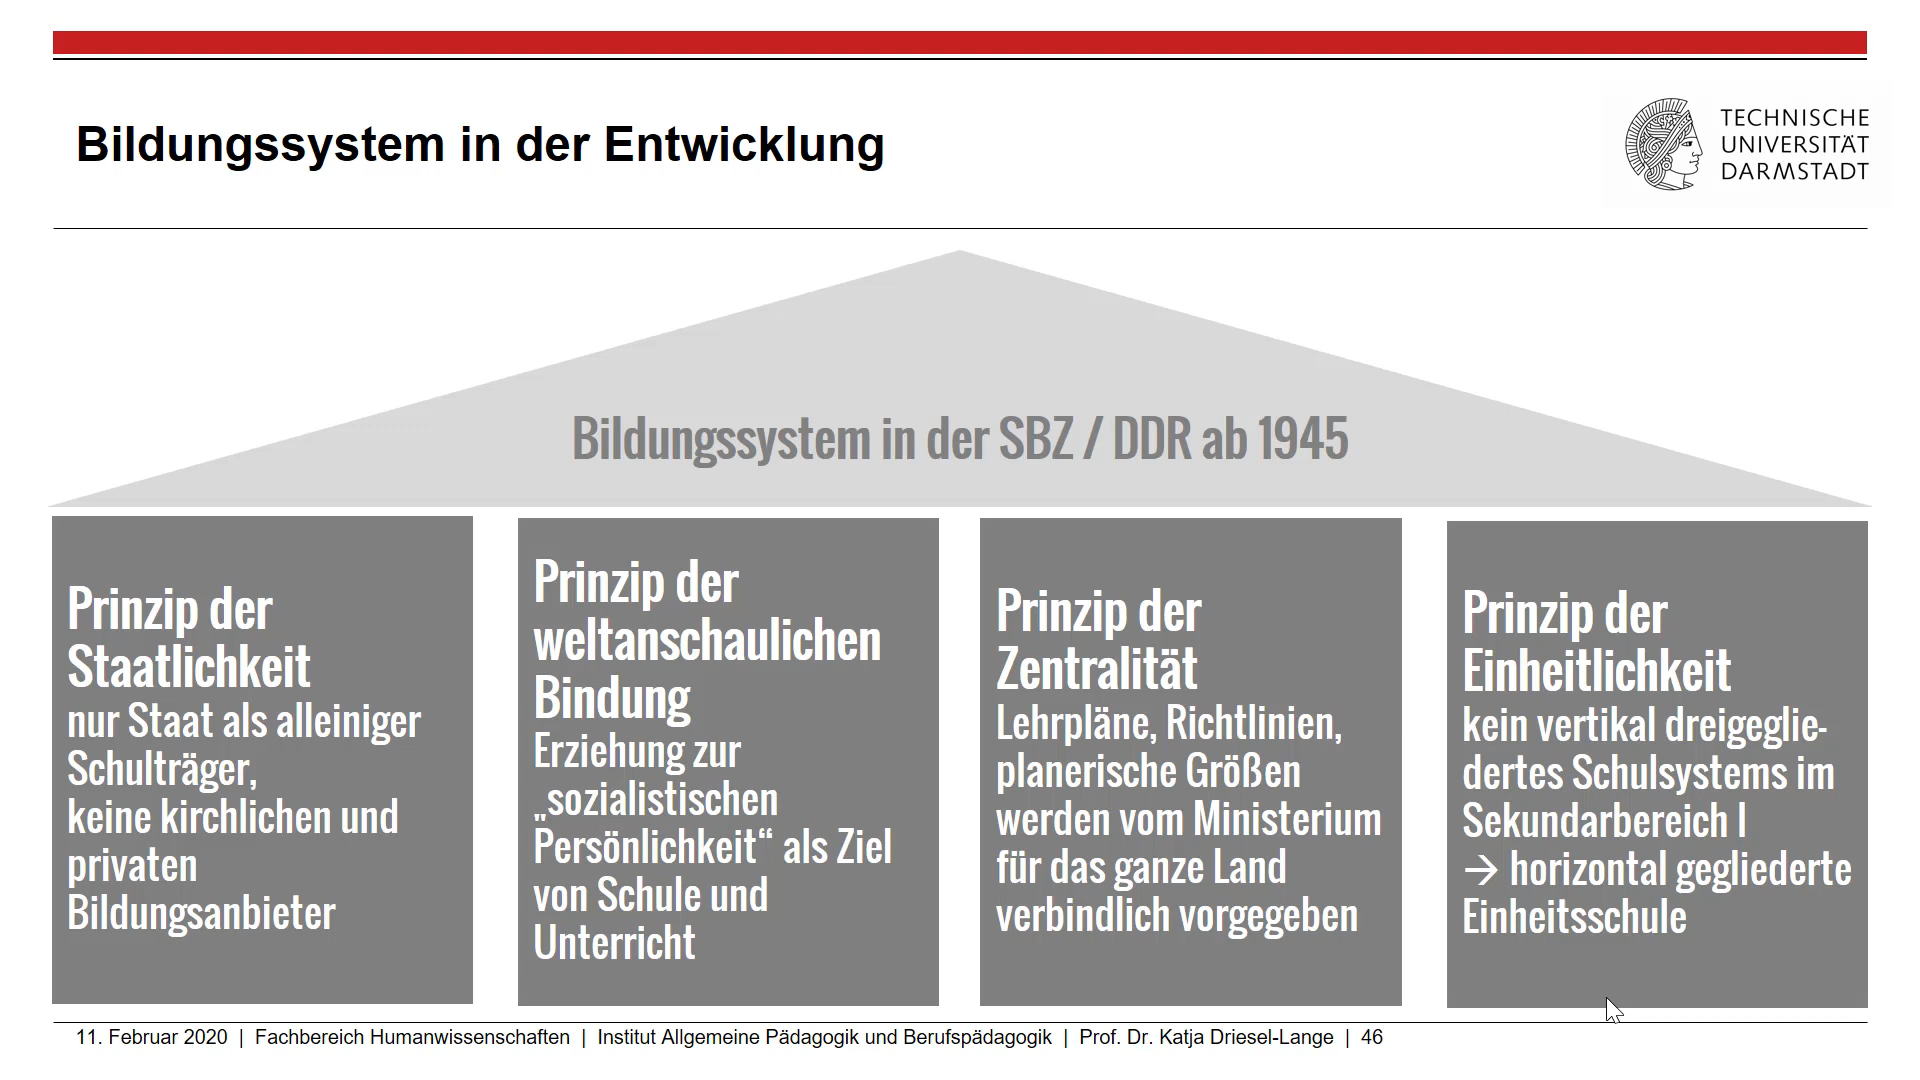 Bildungssystem in der Entwicklung
TECHNISCHE
UNIVERSITÄT
DARMSTADT
Bildungssystem in der SBZ / DDR ab 1945
Prinzip der
Staatlichkeit
nur Staat als alleiniger
Schulträger,
keine kirchlichen und
privaten
Bildungsanbieter
Prinzip der
weltanschaulichen
Bindung
Erziehung zur
„sozialistischen
Persönlichkeit“ als Ziel
von Schule und
Unterricht
Prinzip der
Zentralität
Lehrpläne, Richtlinien,
planerische Größen
werden vom Ministerium
für das ganze Land
verbindlich vorgegeben
Prinzip der
Einheitlichkeit
kein vertikal dreigeglie-
dertes Schulsystems im
Sekundarbereich I
→ horizontal gegliederte
Einheitsschule
11. Februar 2020 | Fachbereich Humanwissenschaften | Institut Allgemeine Pädagogik und Berufspädagogik | Prof. Dr. Katja Driesel-Lange | 46